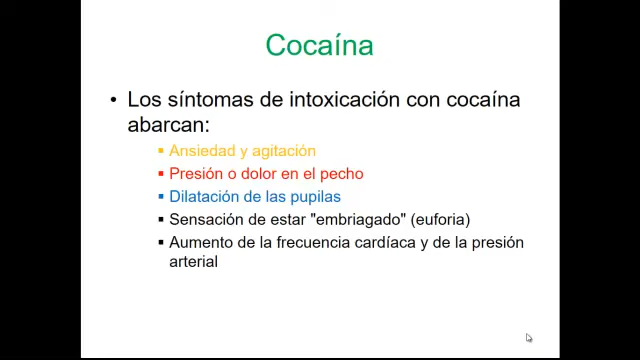 Cocaína
• Los síntomas de intoxicación con cocaína
abarcan:
▪ Ansiedad y agitación
▪ Presión o dolor en el pecho
▪ Dilatación de las pupilas
▪ Sensación de estar "embriagado" (euforia)
▪ Aumento de la frecuencia cardíaca y de la presión
arterial